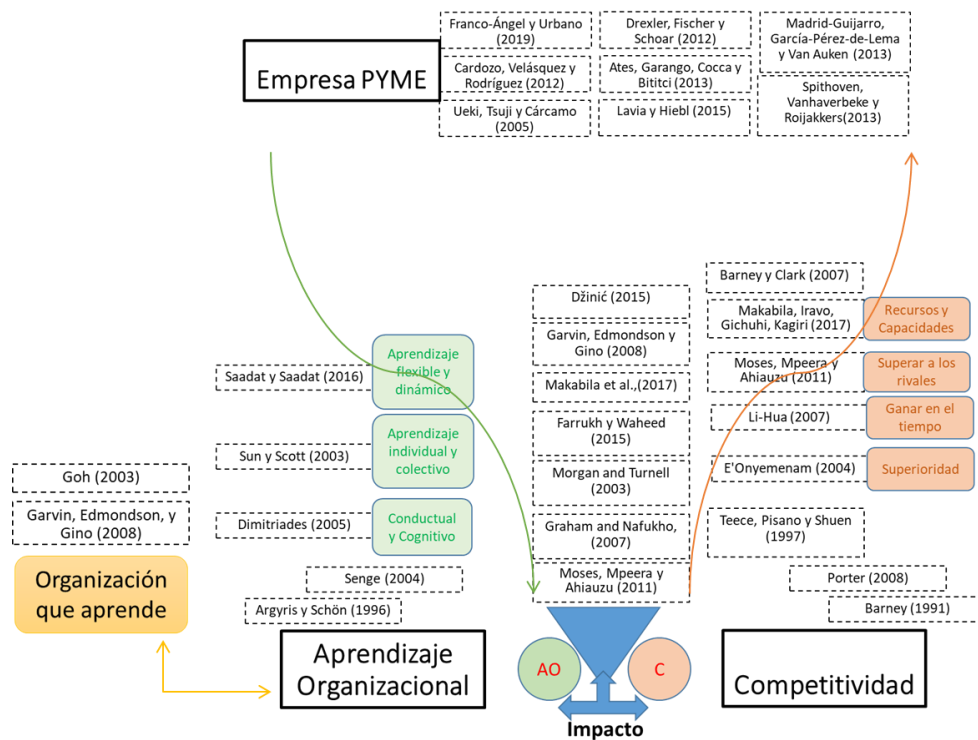 Franco-Ángel y Urbano
(2019)
Drexler, Fischer y
Schoar (2012)
Madrid-Guijarro,
García-Pérez-de-Lema
y Van Auken (2013)
Empresa PYME
Cardozo, Velásquez y
Rodríguez (2012)
Ates, Garango, Cocca y
Bititci (2013)
Spithoven,
Vanhaverbeke y
Roijakkers(2013)
Ueki, Tsuji y Cárcamo
(2005)
Lavia y Hiebl (2015)
Goh (2003)
Garvin, Edmondson, y
Gino (2008)
Organización
que aprende
Saadat y Saadat (2016)
Aprendizaje
flexible y
dinámico
Sun y Scott (2003)
Aprendizaje
individual y
colectivo
Dimitriades (2005)
Conductual
y Cognitivo
Senge (2004)
Argyris y Schön (1996)
Aprendizaje
Organizacional
Džinić (2015)
Garvin, Edmondson y
Gino (2008)
Makabila et al.,(2017)
Farrukh y Waheed
(2015)
Morgan and Turnell
(2003)
Graham and Nafukho,
(2007)
Moses, Mpeera y
Ahiauzu (2011)
AO
C
Impacto
Barney y Clark (2007)
Makabila, Iravo,
Gichuhi, Kagiri (2017)
Recursos y
Capacidades
Moses, Mpeera y
Ahiauzu (2011)
Superar a los
rivales
Li-Hua (2007)
Ganar en el
tiempo
E'Onyemenam (2004)
Superioridad
Teece, Pisano y Shuen
(1997)
Porter (2008)
Barney (1991)
Competitividad